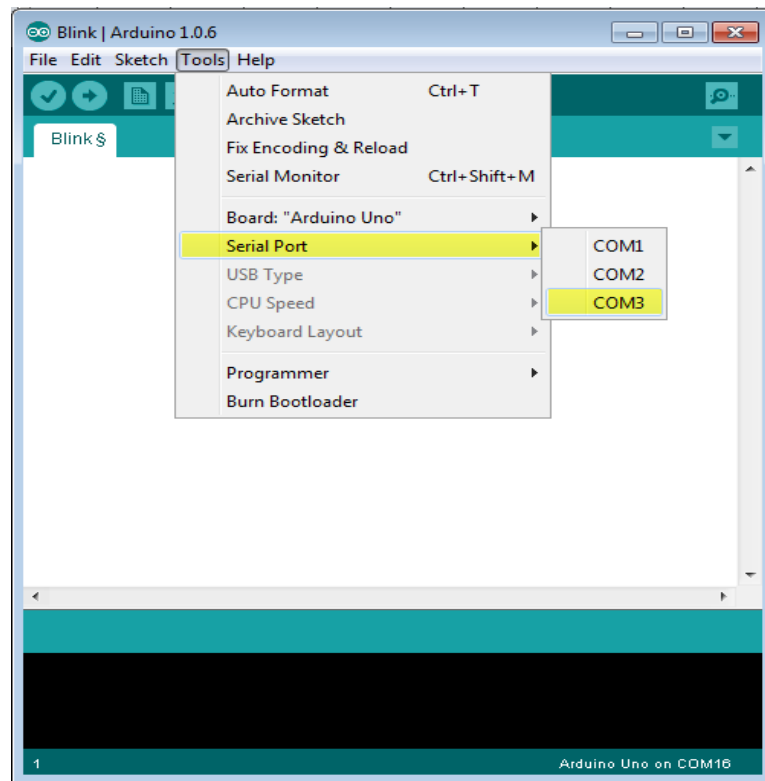 Blink | Arduino 1.0.6
File Edit Sketch Tools Help
Auto Format Ctrl+T
Archive Sketch
Fix Encoding & Reload
Serial Monitor Ctrl+Shift+M
Blink §
Board: "Arduino Uno"
Serial Port
USB Type
CPU Speed
Keyboard Layout
COM1
COM2
COM3
Programmer
Burn Bootloader
1 Arduino Uno on COM16